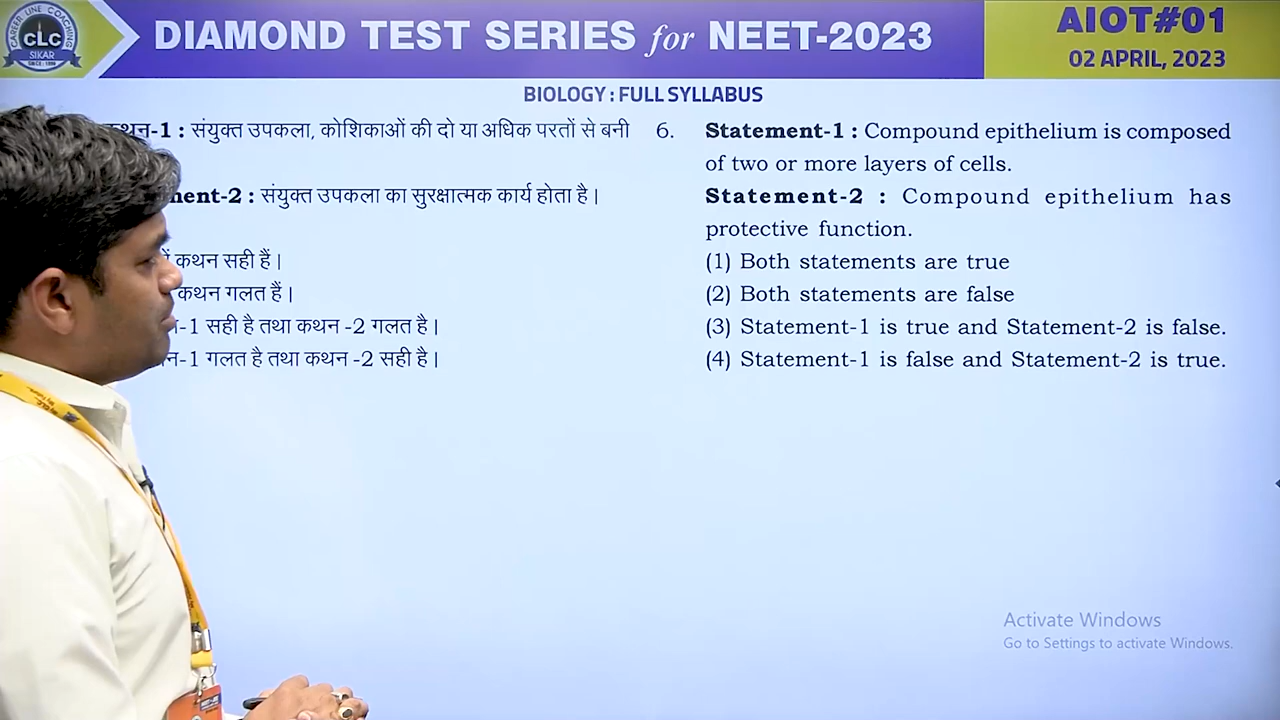 CAREER LINE COACHING
CLC
SIKAR
SINCE : 1996
DIAMOND TEST SERIES for NEET-2023
AIOT#01
02 APRIL, 2023
BIOLOGY : FULL SYLLABUS
कथन-1 : संयुक्त उपकला, कोशिकाओं की दो या अधिक परतों से बनी
-2 : संयुक्त उपकला का सुरक्षात्मक कार्य होता है।
कथन सही हैं।
कथन गलत हैं।
-1 सही है तथा कथन -2 गलत है।
-1 गलत है तथा कथन -2 सही है।
6. Statement-1 : Compound epithelium is composed
of two or more layers of cells.
Statement-2 : Compound epithelium has
protective function.
(1) Both statements are true
(2) Both statements are false
(3) Statement-1 is true and Statement-2 is false.
(4) Statement-1 is false and Statement-2 is true.
Activate Windows
Go to Settings to activate Windows.